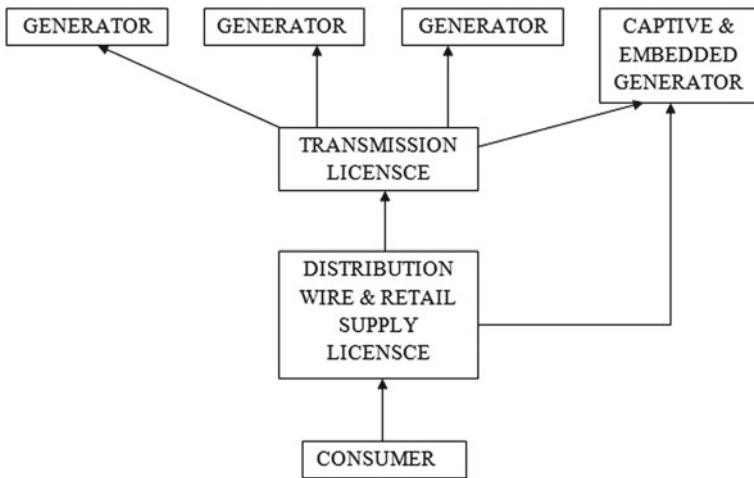 GENERATOR
GENERATOR
GENERATOR
CAPTIVE &
EMBEDDED
GENERATOR
TRANSMISSION
LICENSCE
DISTRIBUTION
WIRE & RETAIL
SUPPLY
LICENSCE
CONSUMER